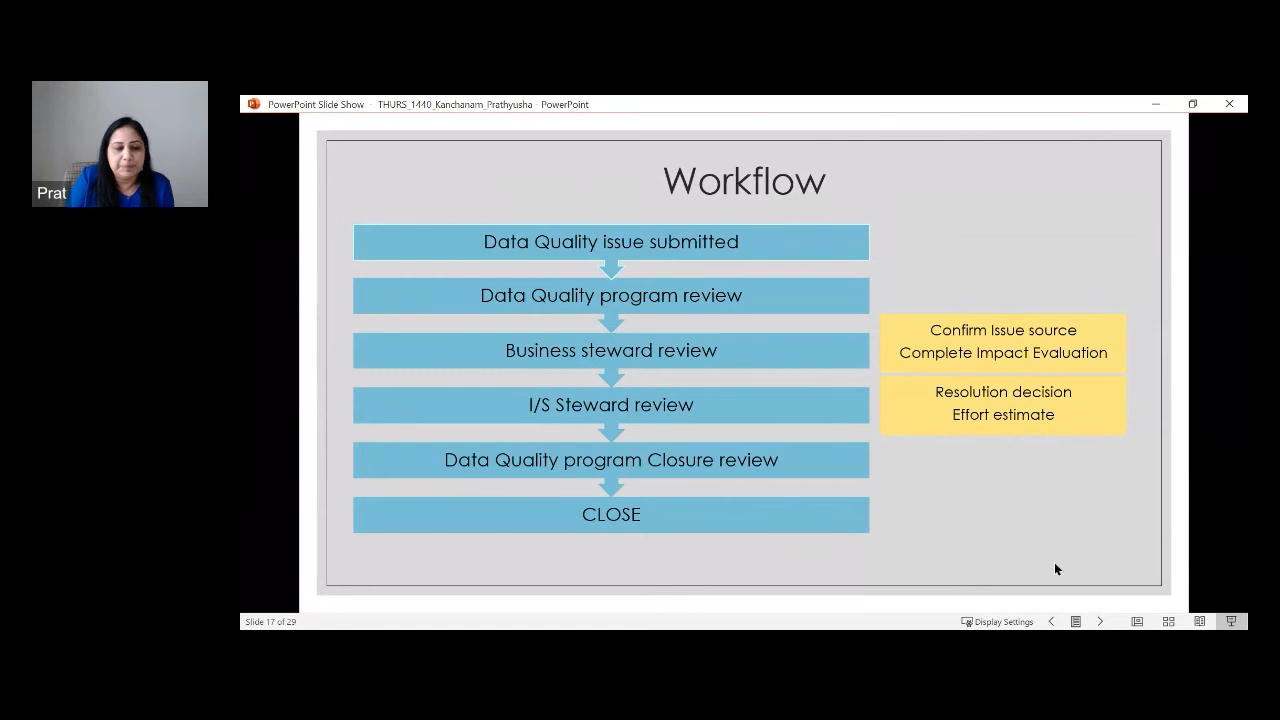 PowerPoint Slide Show - THURS_1440_Kanchanam_Prathyusha - PowerPoint
Prat
Workflow
Data Quality issue submitted
Data Quality program review
Business steward review
Confirm Issue source
Complete Impact Evaluation
I/S Steward review
Resolution decision
Effort estimate
Data Quality program Closure review
CLOSE
Slide 17 of 29
Display Settings